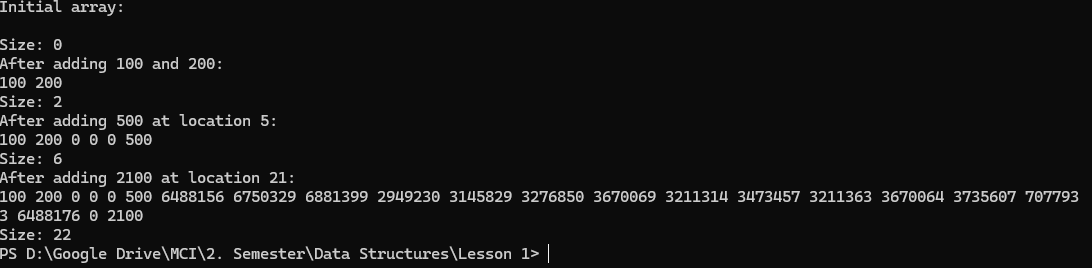 Initial array:
Size: 0
After adding 100 and 200:
100 200
Size: 2
After adding 500 at location 5:
100 200 0 0 0 500
Size: 6
After adding 2100 at location 21:
100 200 0 0 0 500 6488156 6750329 6881399 2949230 3145829 3276850 3670069 3211314 3473457 3211363 3670064 3735607 707793
3 6488176 0 2100
Size: 22
PS D:\Google Drive\MCI\2. Semester\Data Structures\Lesson 1>